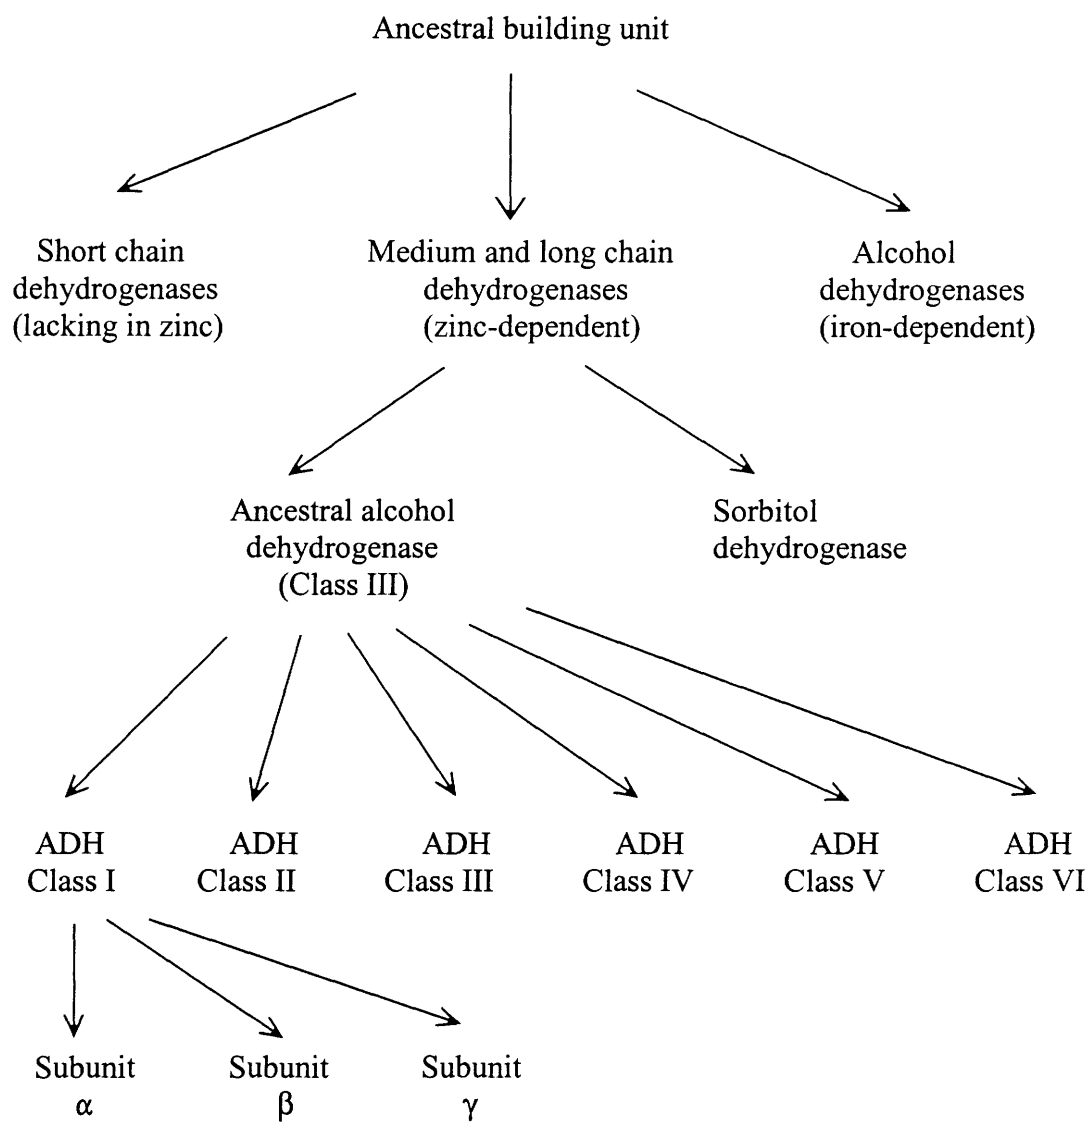 Ancestral building unit
Short chain
dehydrogenases
(lacking in zinc)
Medium and long chain
dehydrogenases
(zinc-dependent)
Alcohol
dehydrogenases
(iron-dependent)
Ancestral alcohol
dehydrogenase
(Class III)
Sorbitol
dehydrogenase
ADH
Class I
ADH
Class II
ADH
Class III
ADH
Class IV
ADH
Class V
ADH
Class VI
Subunit
α
Subunit
β
Subunit
γ